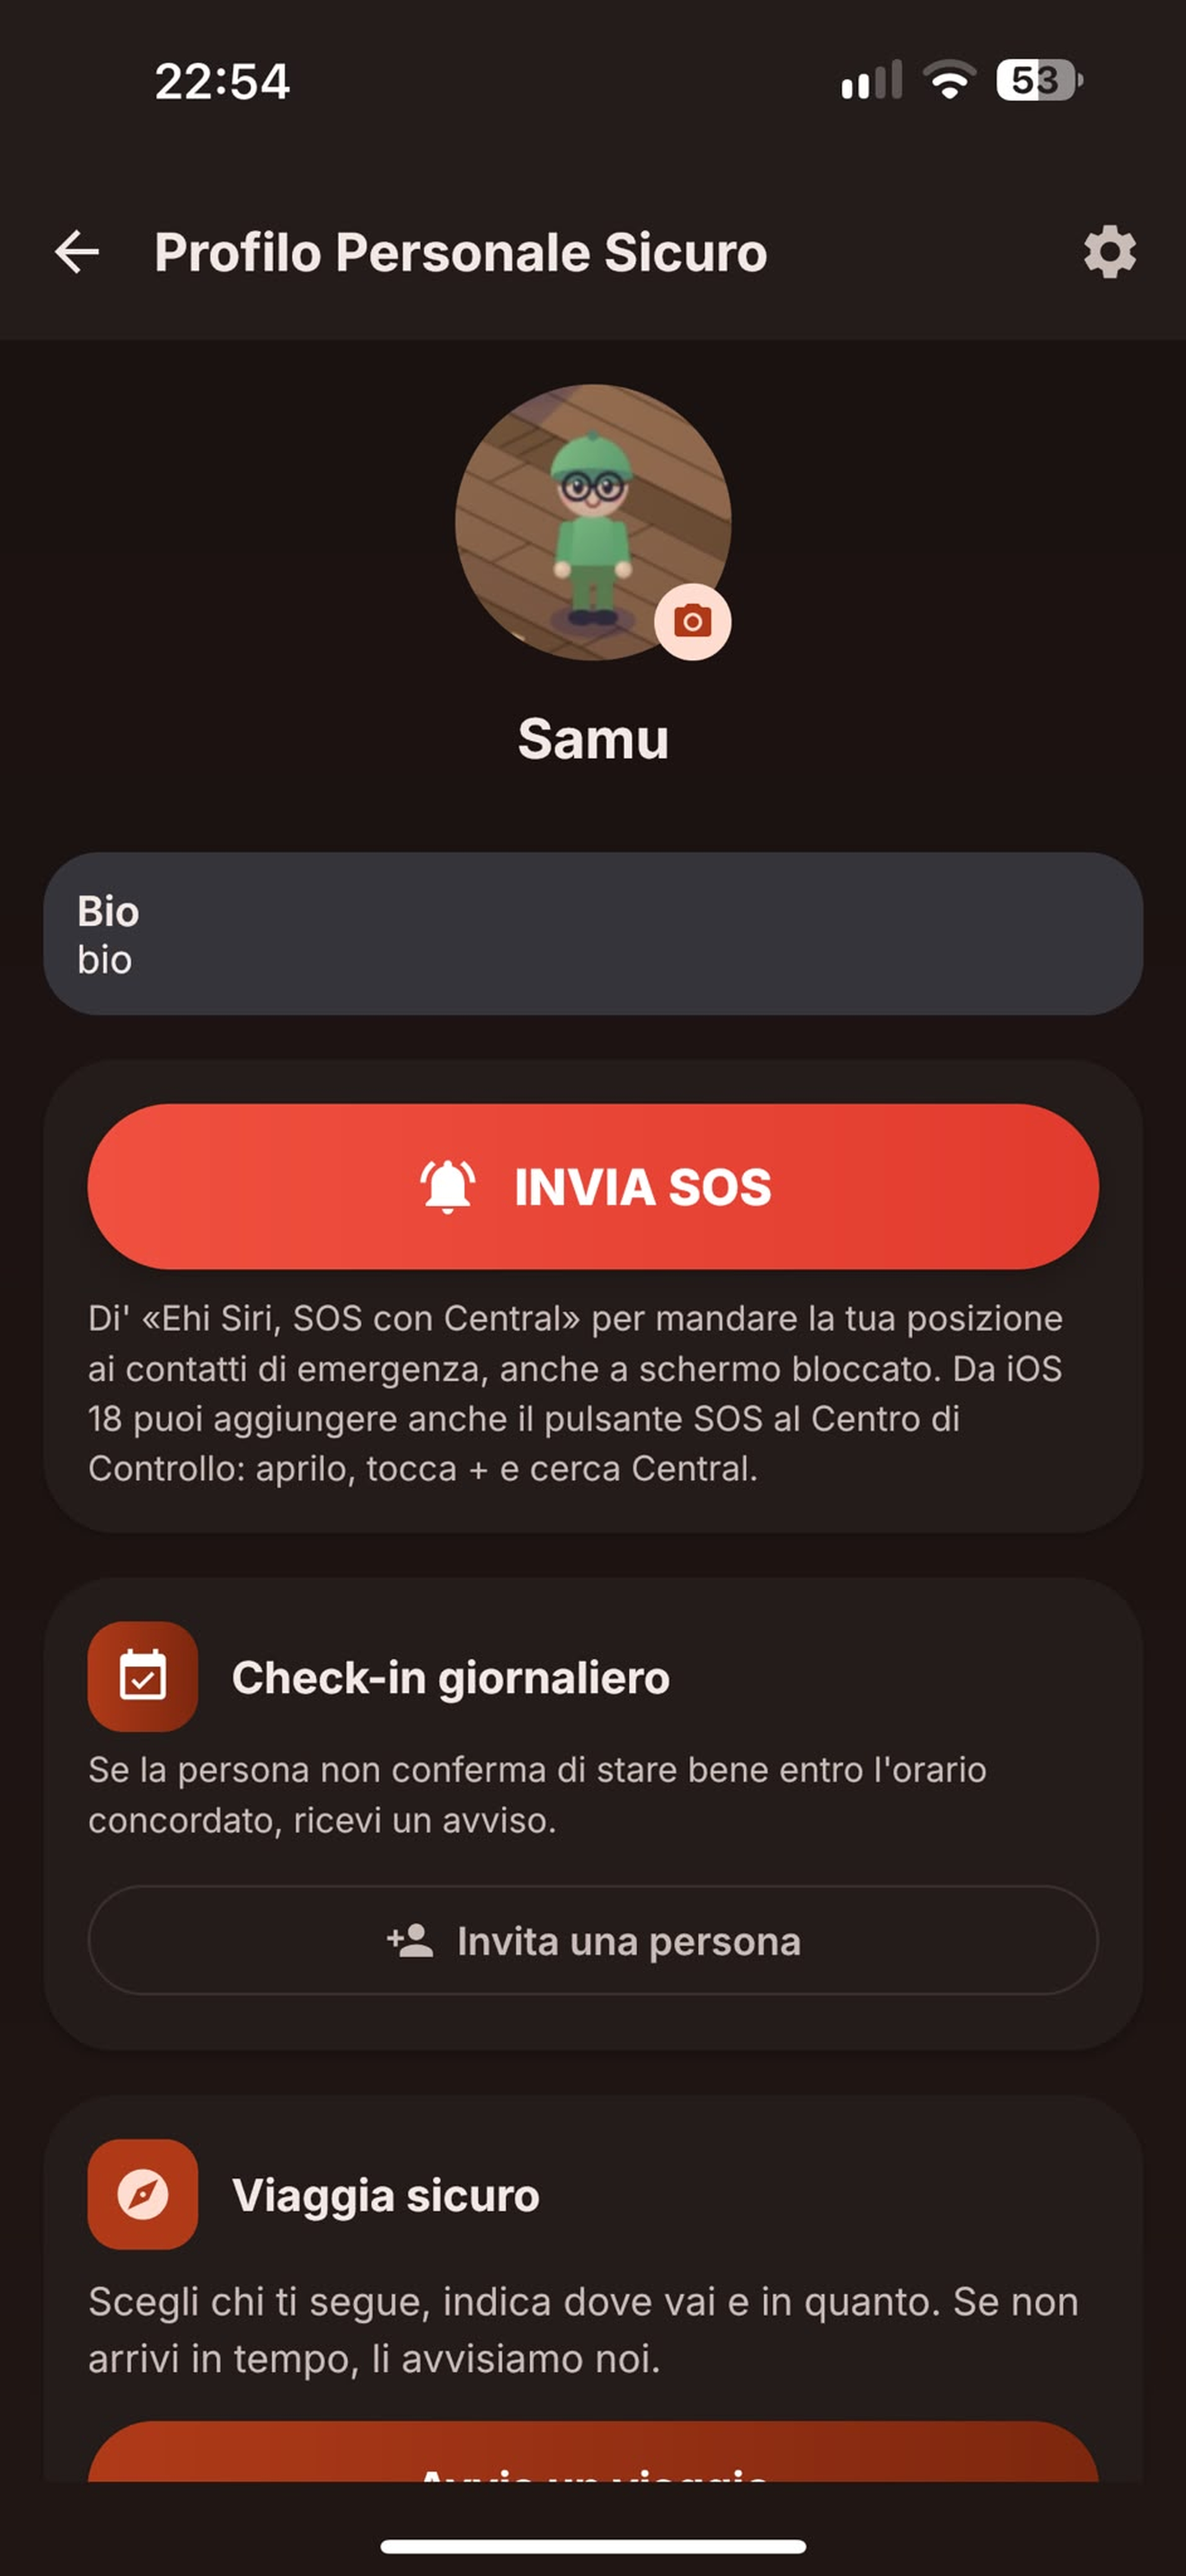 22:54
53
Profilo Personale Sicuro
Samu
Bio
bio
INVIA SOS
Di' «Ehi Siri, SOS con Central» per mandare la tua posizione
ai contatti di emergenza, anche a schermo bloccato. Da iOS
18 puoi aggiungere anche il pulsante SOS al Centro di
Controllo: aprilo, tocca + e cerca Central.
Check-in giornaliero
Se la persona non conferma di stare bene entro l'orario
concordato, ricevi un avviso.
Invita una persona
Viaggia sicuro
Scegli chi ti segue, indica dove vai e in quanto. Se non
arrivi in tempo, li avvisiamo noi.
Avvia un viaggio